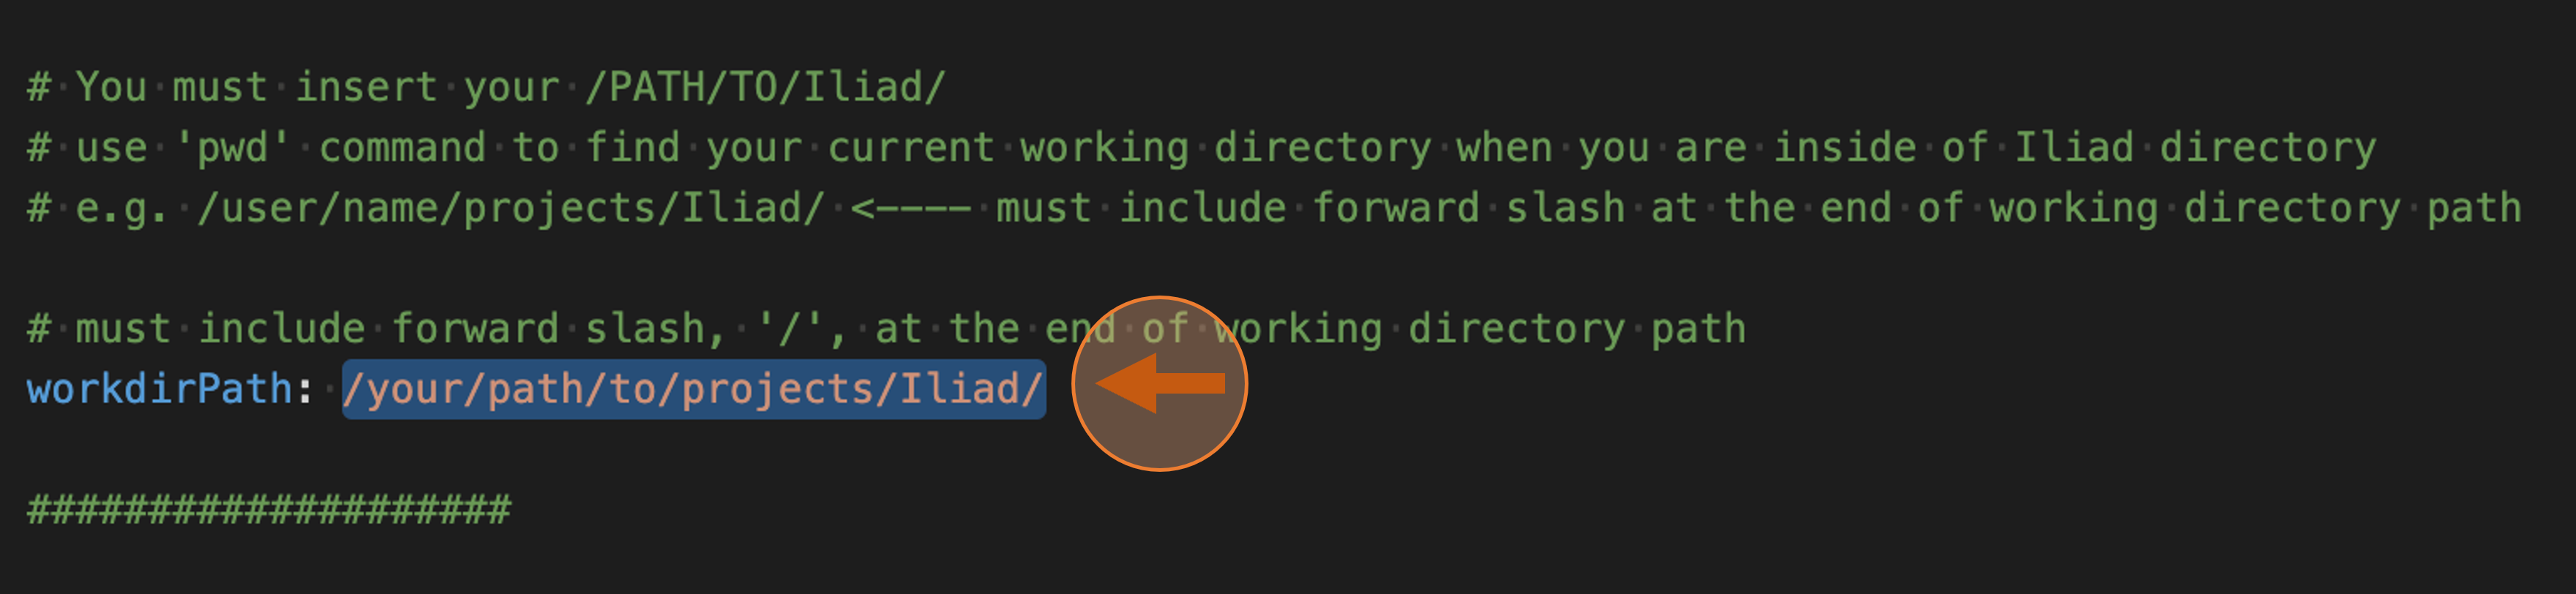 # You must insert your /PATH/TO/Iliad/
# use 'pwd' command to find your current working directory when you are inside of Iliad directory
# e.g. /user/name/projects/Iliad/ <---- must include forward slash at the end of working directory path
# must include forward slash, '/', at the end of working directory path
workdirPath: /your/path/to/projects/Iliad/
####################